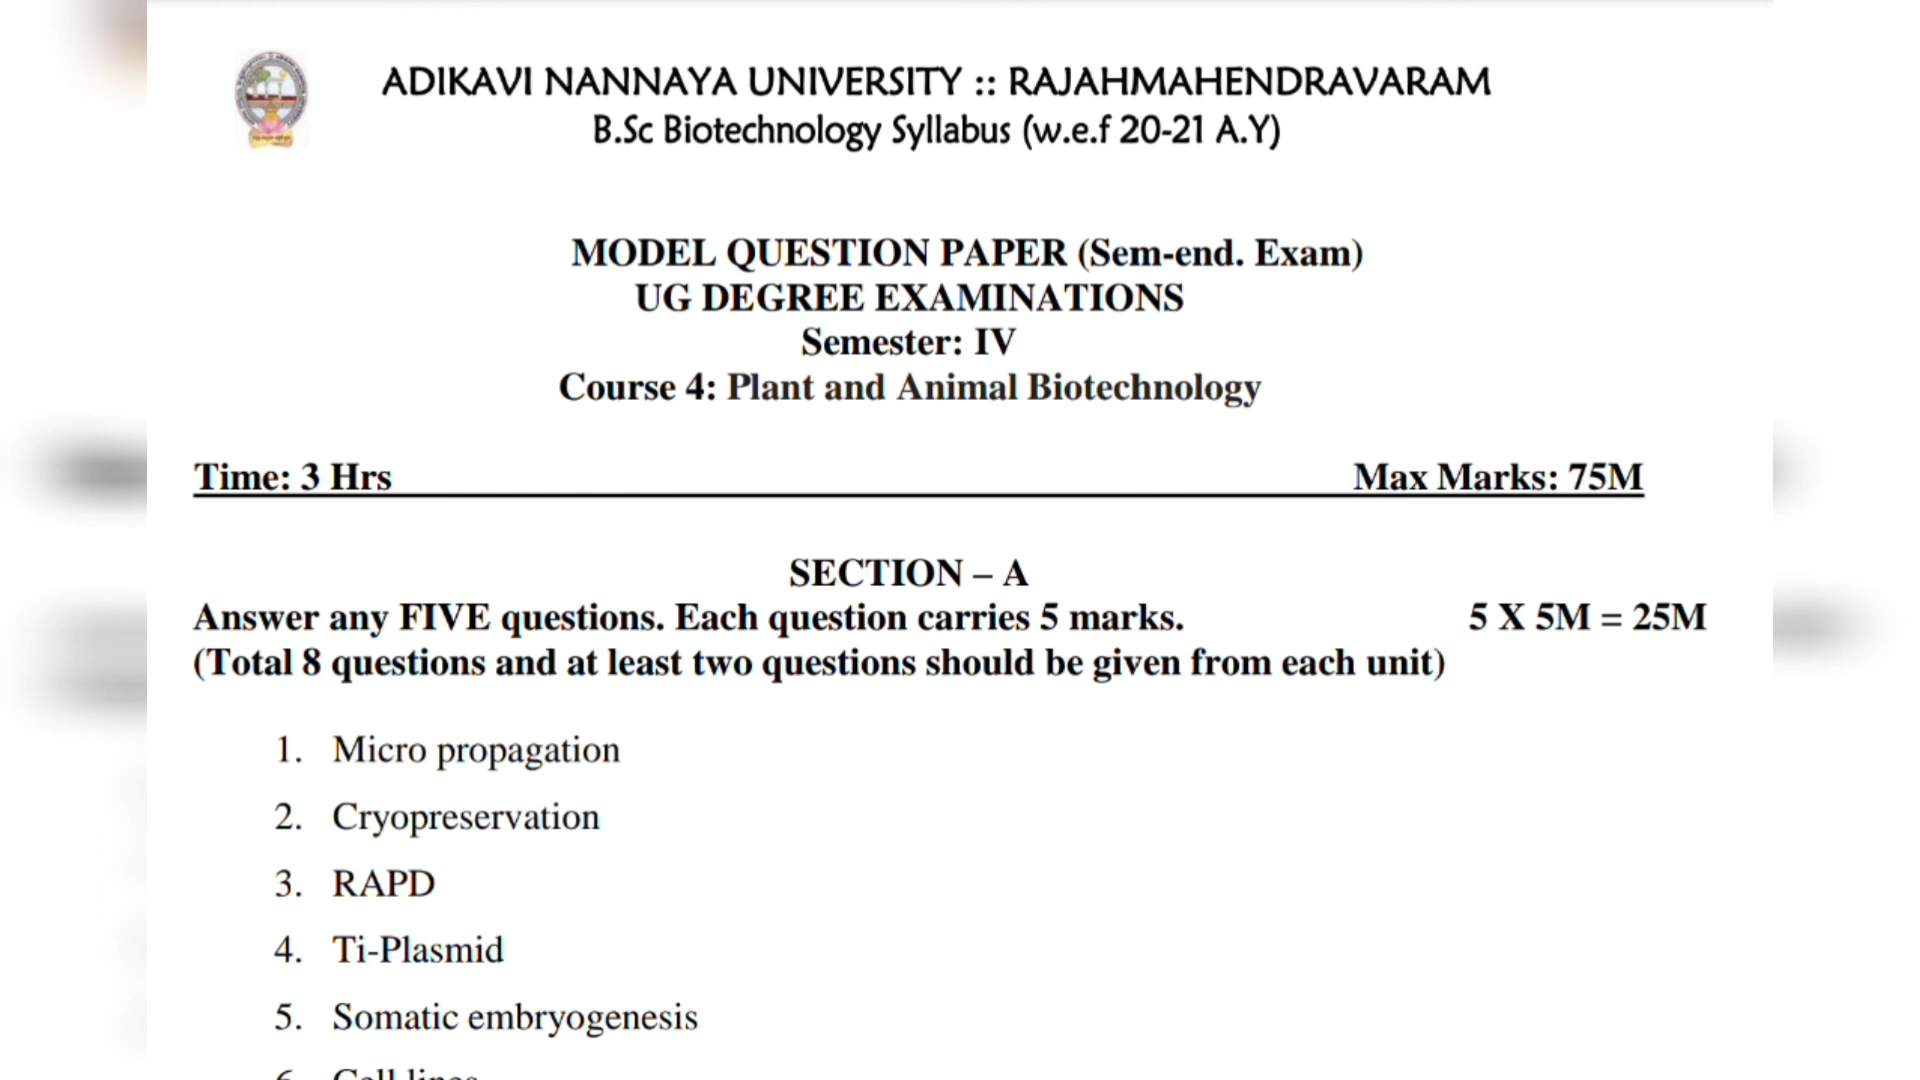 ADIKAVI NANNAYA UNIVERSITY :: RAJAHMAHENDRAVARAM
B.Sc Biotechnology Syllabus (w.e.f 20-21 A.Y)
MODEL QUESTION PAPER (Sem-end. Exam)
UG DEGREE EXAMINATIONS
Semester: IV
Course 4: Plant and Animal Biotechnology
Time: 3 Hrs Max Marks: 75M
SECTION – A
Answer any FIVE questions. Each question carries 5 marks. 5 X 5M = 25M
(Total 8 questions and at least two questions should be given from each unit)
1. Micro propagation
2. Cryopreservation
3. RAPD
4. Ti-Plasmid
5. Somatic embryogenesis
6. Cell lines